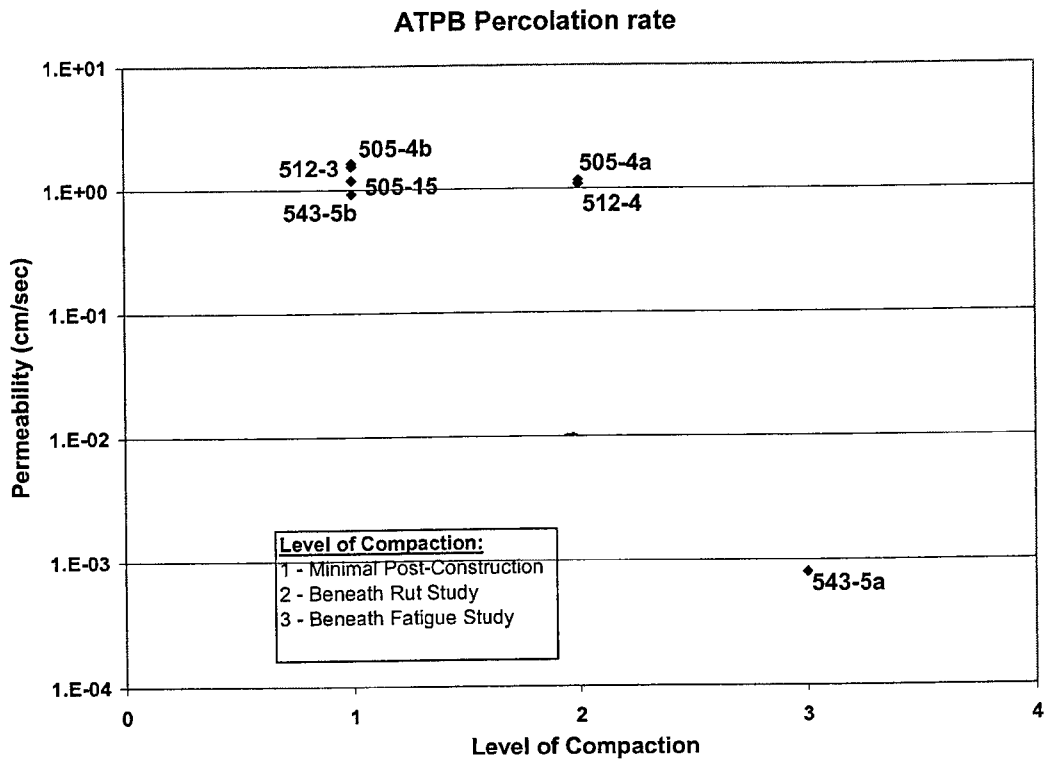 ATPB Percolation rate
1.E+01
505-4b
505-4a
512-3
505-15
1.E+00
543-5b
512-4
1.E-01
Permeability (cm/sec)
1.E-02
Level of Compaction:
1 - Minimal Post-Construction
1.E-03
543-5a
2 - Beneath Rut Study
3 - Beneath Fatigue Study
1.E-04
0 1 2 3 4
Level of Compaction